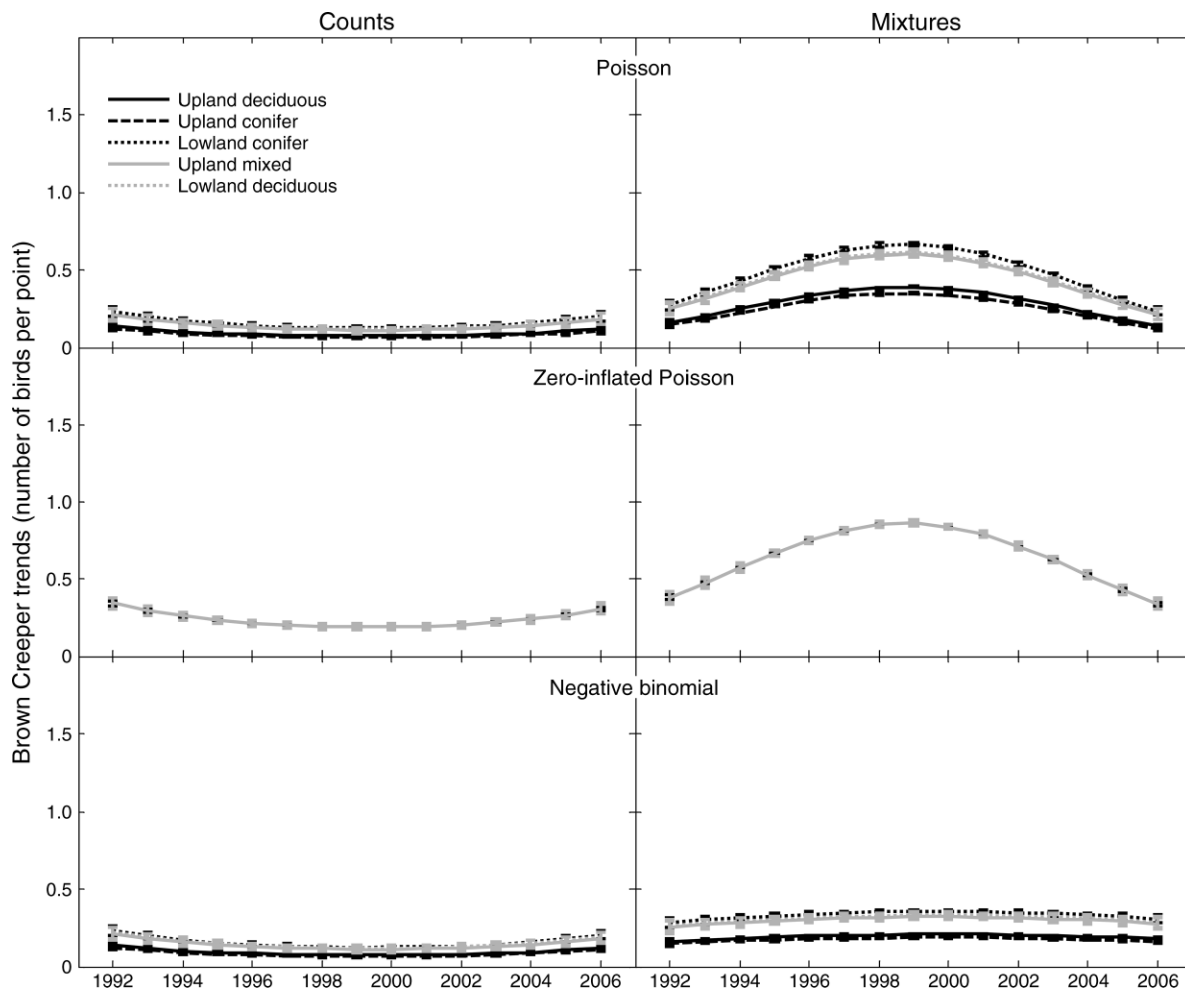 Counts
Mixtures
Poisson
Upland deciduous
Upland conifer
Lowland conifer
Upland mixed
Lowland deciduous
1.5
1.0
0.5
0
Zero-inflated Poisson
1.5
1.0
0.5
0
Negative binomial
1.5
1.0
0.5
0
Brown Creeper trends (number of birds per point)
1992 1994 1996 1998 2000 2002 2004 2006 1992 1994 1996 1998 2000 2002 2004 2006